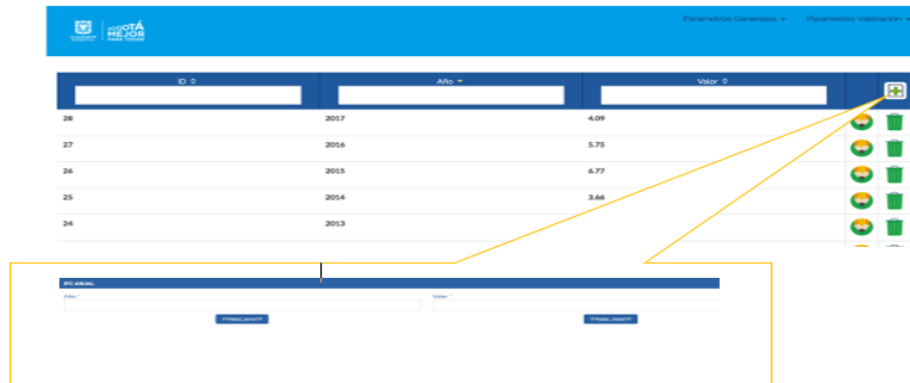 BOGOTÁ
MEJOR
PARA TODOS
Parametros Generales
Parametros Valoración
ID
Año
Valor
28 2017 4.09
27 2016 5.75
26 2015 6.77
25 2014 3.66
24 2013
IPC ANUAL
Año *
Valor *